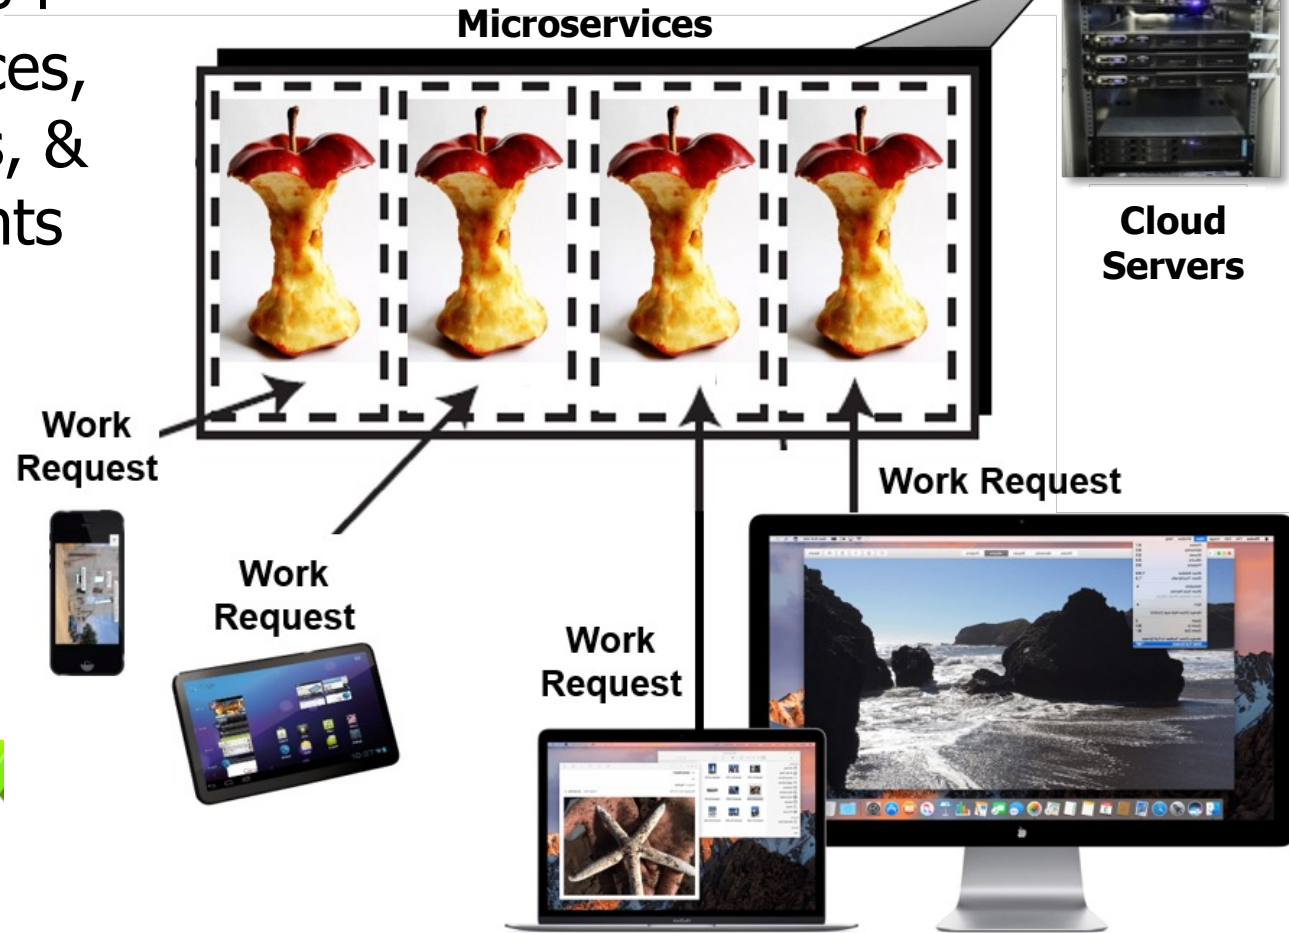 Microservices
ces,
s, &
nts
Cloud
Servers
Work
Request
Work Request
Work
Request
Work
Request